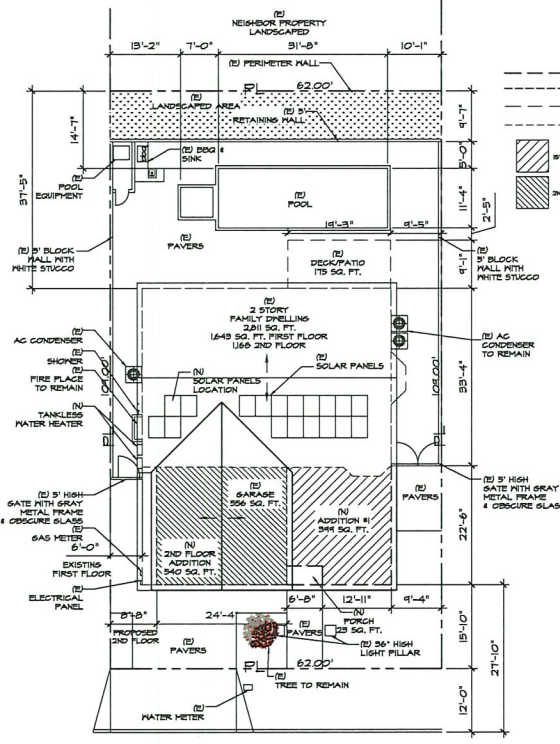 (E)
NEIGHBOR PROPERTY
LANDSCAPED
13'-2"
7'-0"
31'-8"
10'-1"
(E) PERIMETER WALL
62.00'
(E)
LANDSCAPED AREA
(E) 3'
RETAINING WALL
9'-7"
14'-7"
37'-5"
5'-0"
(E) BBQ &
SINK
(E)
POOL
EQUIPMENT
(E)
POOL
11'-4"
2'-5"
19'-3"
9'-5"
(E)
PAVERS
(E) 5' BLOCK
WALL WITH
WHITE STUCCO
(E)
DECK/PATIO
175 SQ. FT.
9'-1"
(E)
5' BLOCK
WALL WITH
WHITE STUCCO
(E)
2 STORY
FAMILY DWELLING
2,811 SQ. FT.
1,643 SQ. FT. FIRST FLOOR
1,168 2ND FLOOR
(E)
AC CONDENSER
(E)
SHOWER
(E)
FIRE PLACE
TO REMAIN
(N)
TANKLESS
WATER HEATER
(N)
SOLAR PANELS
LOCATION
(E)
SOLAR PANELS
(E) AC
CONDENSER
TO REMAIN
109.00'
109.00'
33'-4"
(E) 5' HIGH
GATE WITH GRAY
METAL FRAME
& OBSCURE GLASS
(E)
GAS METER
6'-0"
EXISTING
FIRST FLOOR
(E)
ELECTRICAL
PANEL
(E)
GARAGE
556 SQ. FT.
(N)
2ND FLOOR
ADDITION
540 SQ. FT.
(N)
ADDITION #1
399 SQ. FT.
(E)
PAVERS
(E) 5' HIGH
GATE WITH GRAY
METAL FRAME
& OBSCURE GLASS
22'-6"
8'-8"
24'-4
6'-8"
12'-11"
9'-4"
PROPOSED
2ND FLOOR
(E)
PAVERS
(E)
PAVERS
(N)
PORCH
25 SQ. FT.
(E) 36" HIGH
LIGHT PILLAR
62.00'
(E)
TREE TO REMAIN
(E)
WATER METER
15'-10"
27'-10"
12'-0"